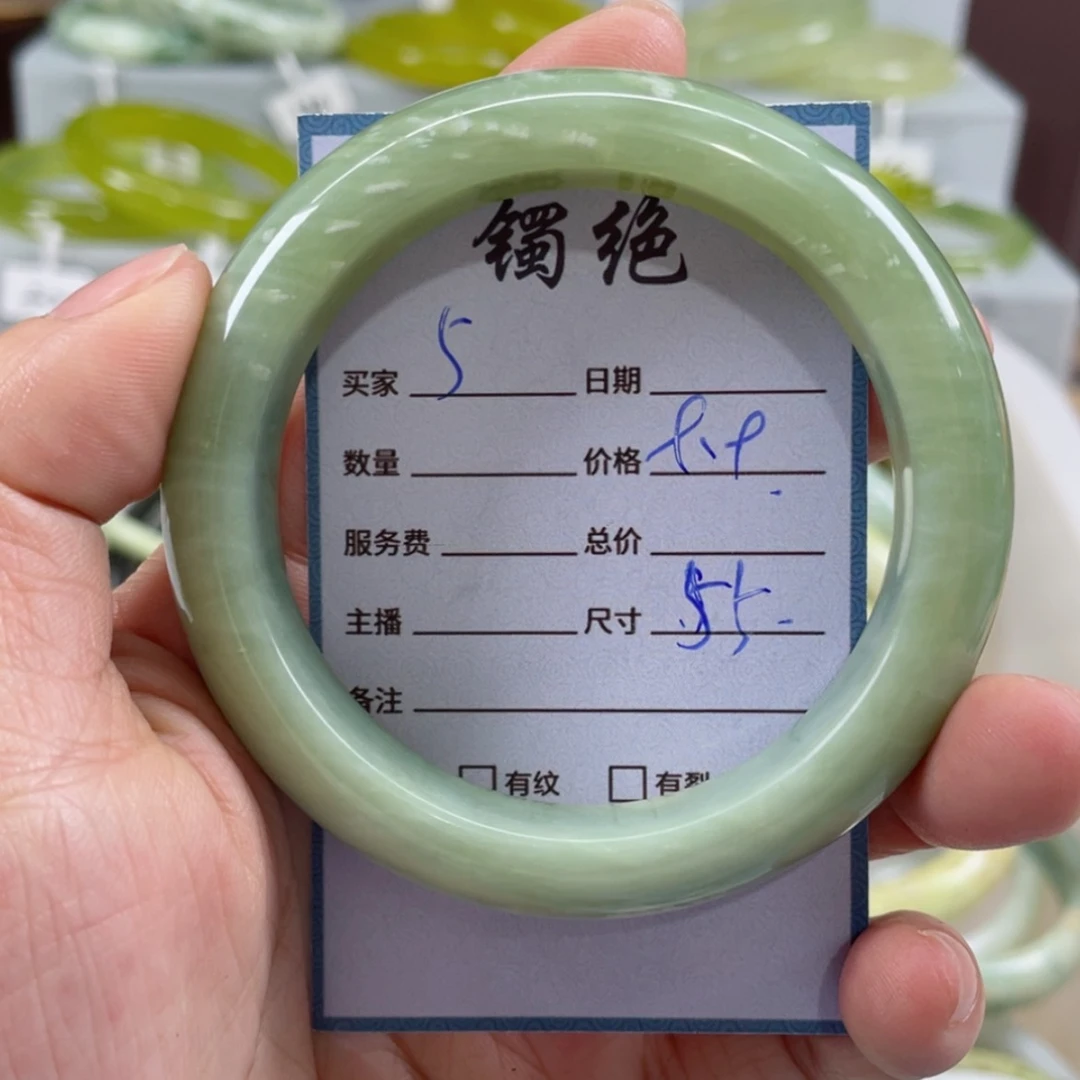 镯绝
买家 5 日期
数量 价格
服务费 总价
主播 尺寸 55
备注
有纹 有裂